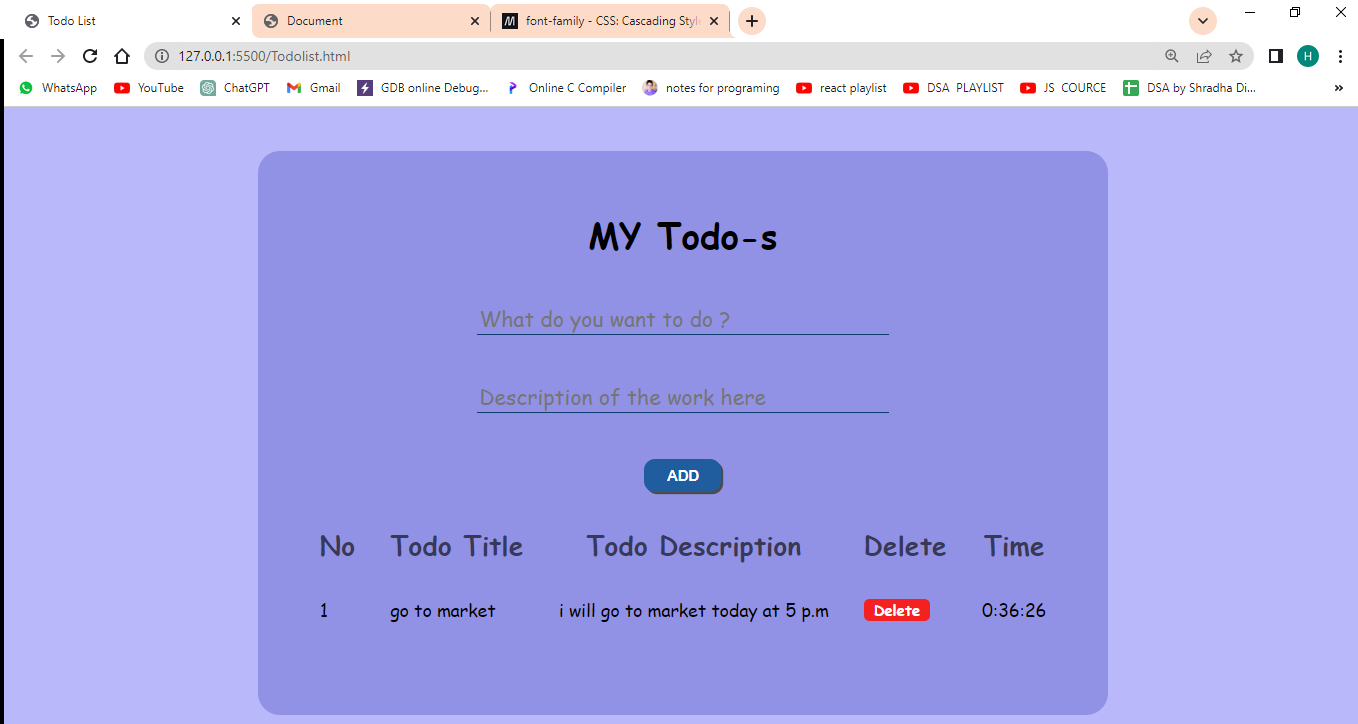 Todo List
Document
font-family - CSS: Cascading Styl
127.0.0.1:5500/Todolist.html
H
WhatsApp
YouTube
ChatGPT
Gmail
GDB online Debug...
Online C Compiler
notes for programing
react playlist
DSA PLAYLIST
JS COURCE
DSA by Shradha Di...
»
MY Todo-s
What do you want to do ?
Description of the work here
ADD
No Todo Title Todo Description Delete Time
1 go to market i will go to market today at 5 p.m Delete 0:36:26